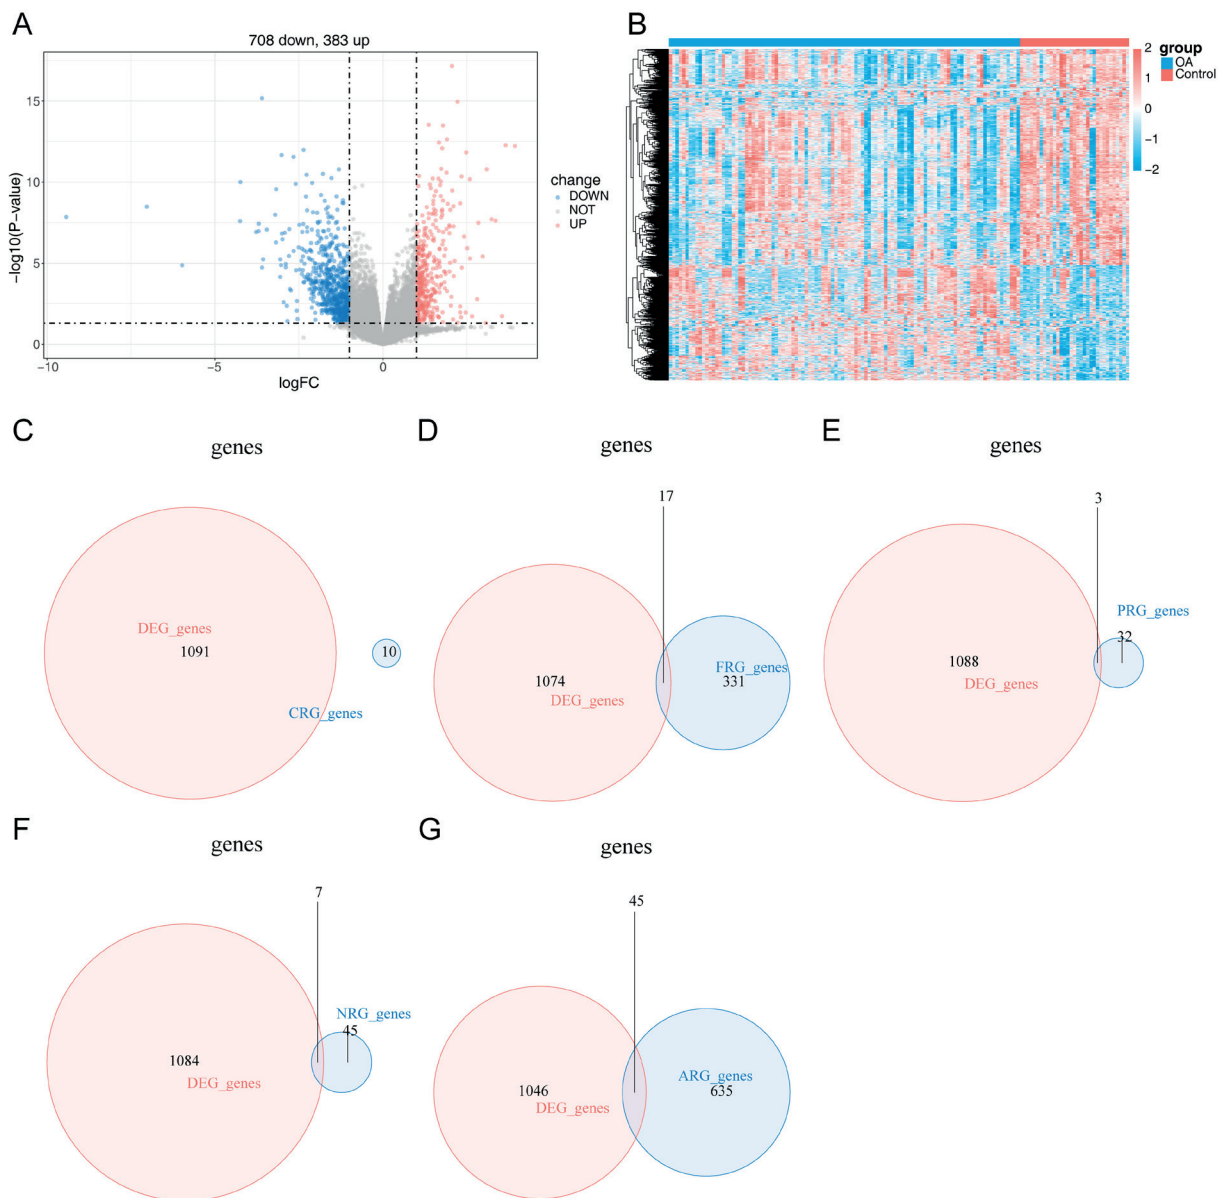 A
708 down, 383 up
15
10
5
0
−log10(P−value)
−10
−5
0
logFC
change
DOWN
NOT
UP
B
2
1
0
−1
−2
group
OA
Control
C
genes
DEG_genes
1091
10
CRG_genes
D
genes
17
1074
DEG_genes
FRG_genes
331
E
genes
3
1088
DEG_genes
PRG_genes
32
F
genes
7
1084
DEG_genes
NRG_genes
45
G
genes
45
1046
DEG_genes
ARG_genes
635